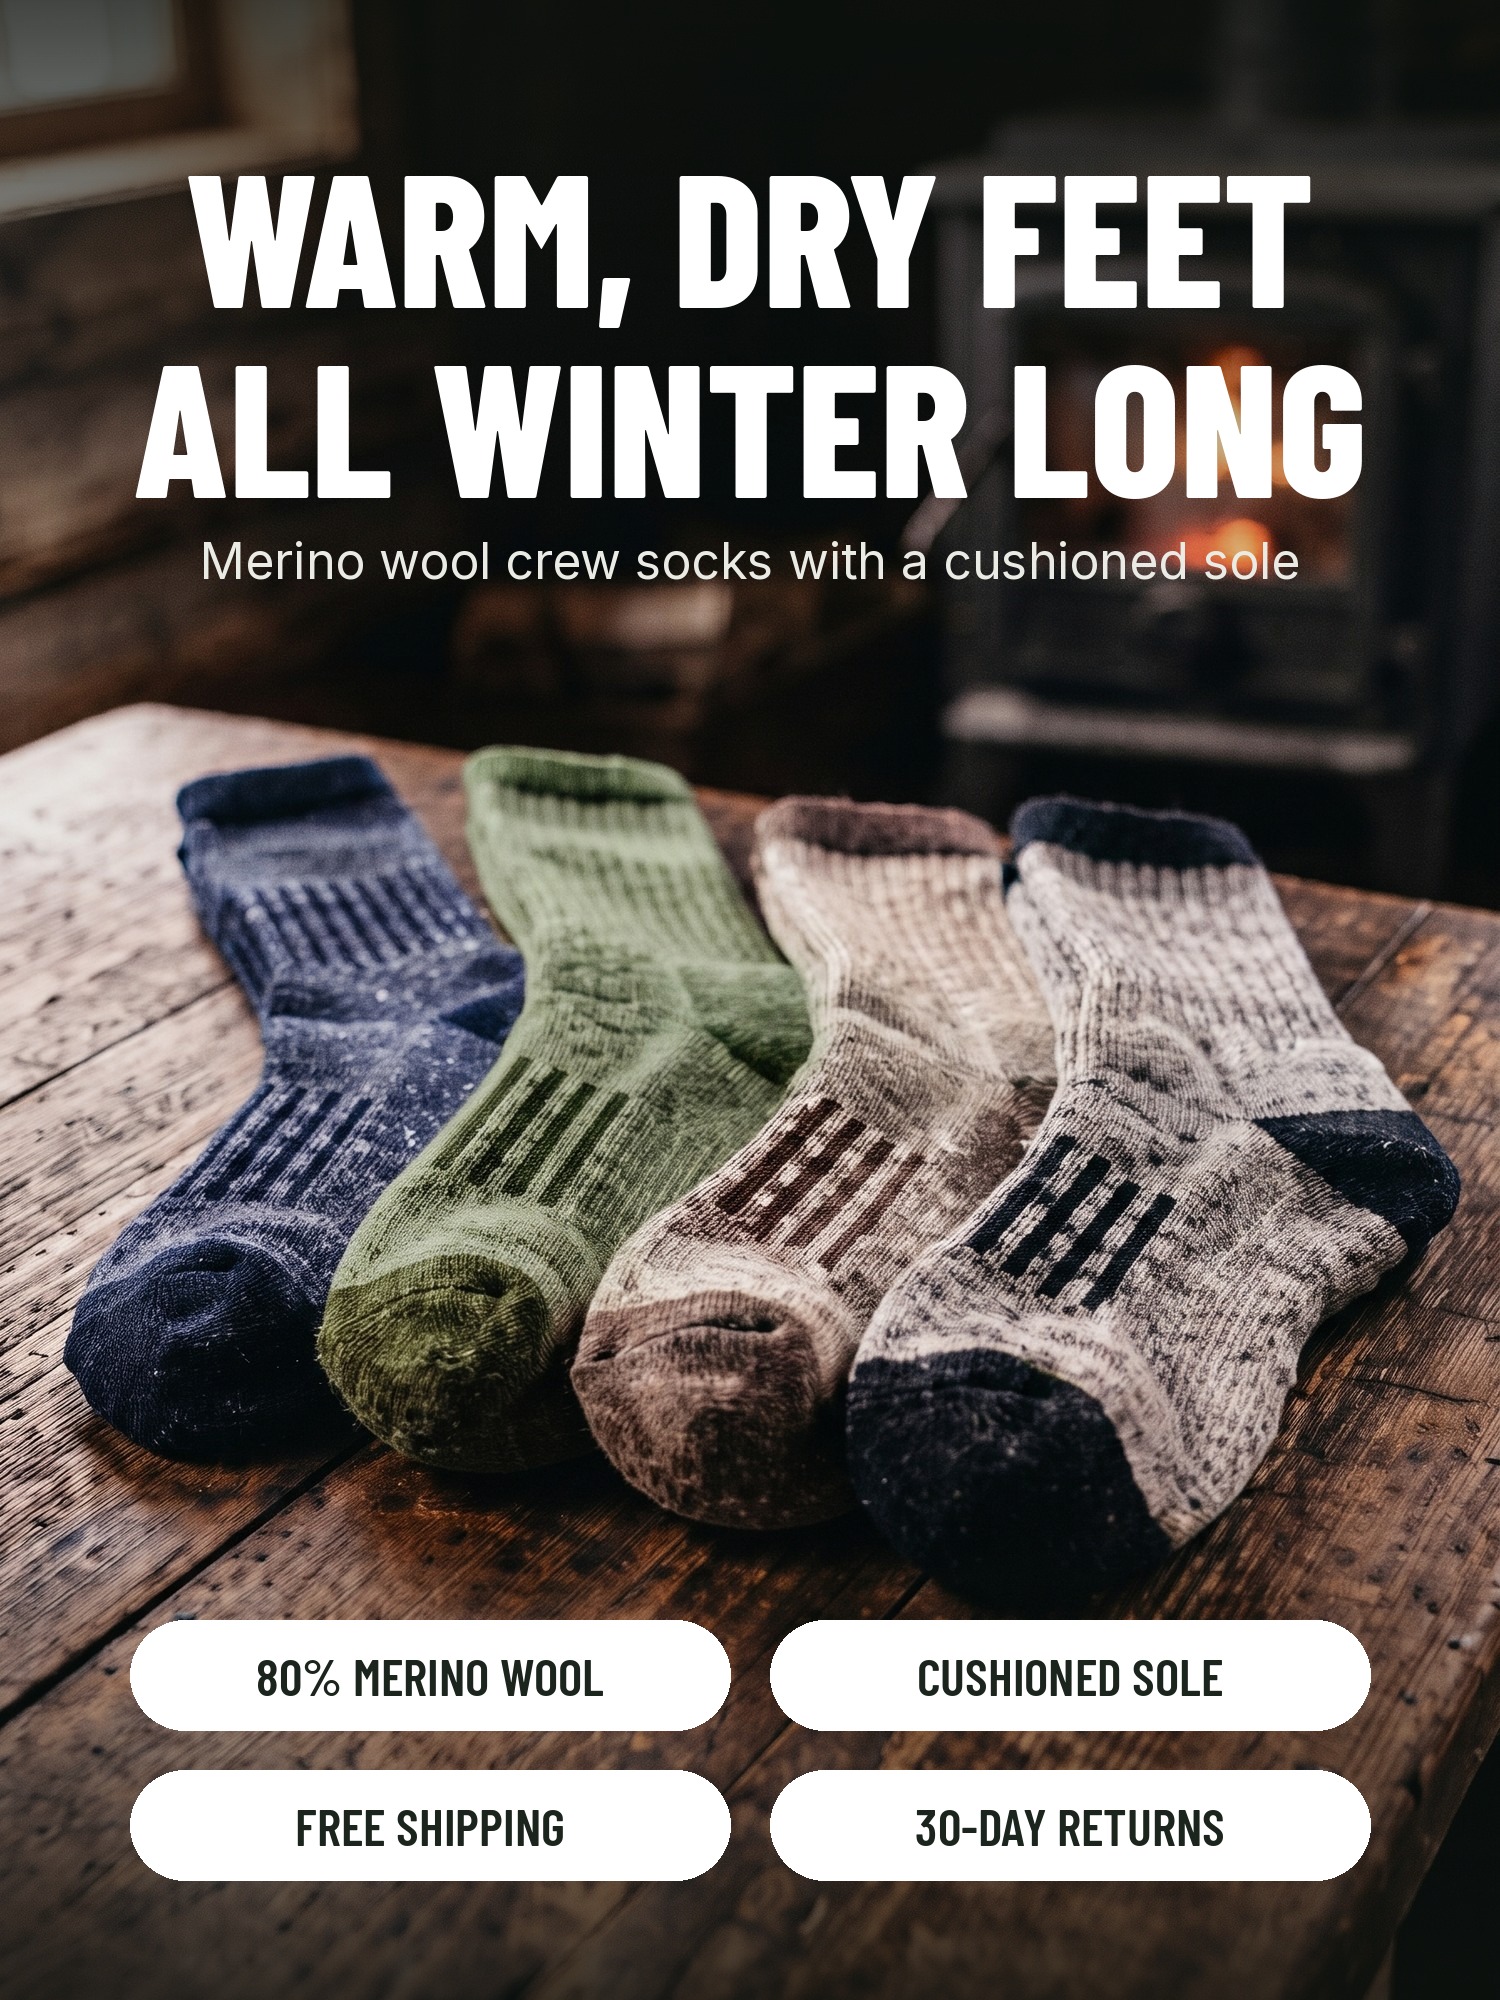 WARM, DRY FEET
ALL WINTER LONG
Merino wool crew socks with a cushioned sole
80% MERINO WOOL
CUSHIONED SOLE
FREE SHIPPING
30-DAY RETURNS